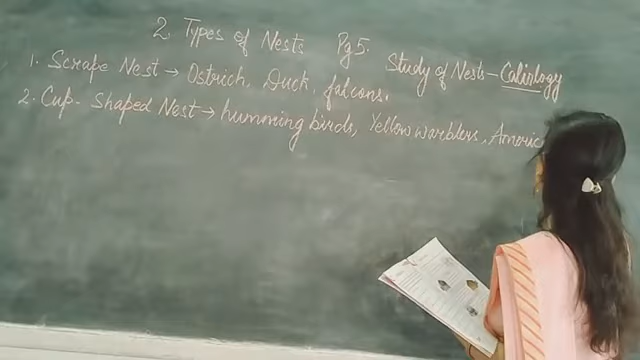 2. Types of Nests Pg 5.
Study of Nests - Caliology
1. Scrape Nest → Ostrich, Duck, falcons.
2. Cup-Shaped Nest → humming birds, Yellow warblers, Americ